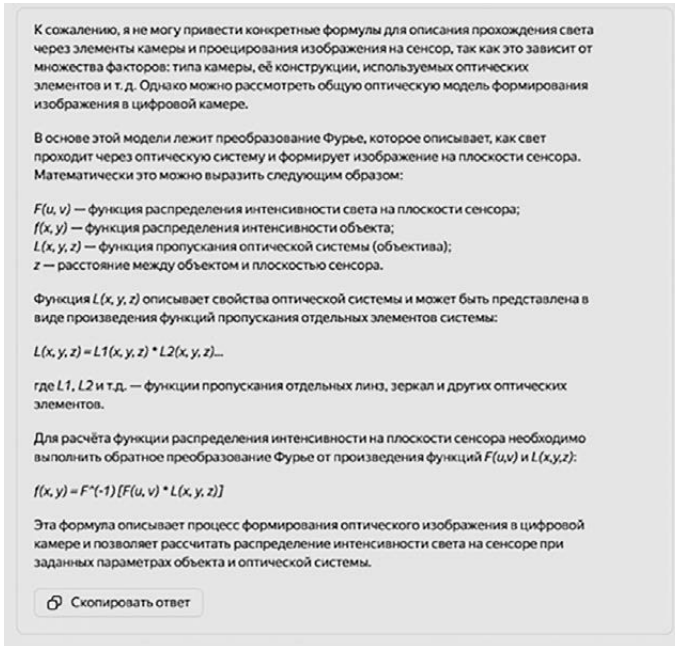 К сожалению, я не могу привести конкретные формулы для описания прохождения света
через элементы камеры и проецирования изображения на сенсор, так как это зависит от
множества факторов: типа камеры, её конструкции, используемых оптических
элементов и т. д. Однако можно рассмотреть общую оптическую модель формирования
изображения в цифровой камере.
В основе этой модели лежит преобразование Фурье, которое описывает, как свет
проходит через оптическую систему и формирует изображение на плоскости сенсора.
Математически это можно выразить следующим образом:
F(u, v) — функция распределения интенсивности света на плоскости сенсора;
f(x, y) — функция распределения интенсивности объекта;
L(x, y, z) — функция пропускания оптической системы (объектива);
z — расстояние между объектом и плоскостью сенсора.
Функция L(x, y, z) описывает свойства оптической системы и может быть представлена в
виде произведения функций пропускания отдельных элементов системы:
L(x, y, z) = L1(x, y, z) * L2(x, y, z)...
где L1, L2 и т.д. — функции пропускания отдельных линз, зеркал и других оптических
элементов.
Для расчёта функции распределения интенсивности на плоскости сенсора необходимо
выполнить обратное преобразование Фурье от произведения функций F(u,v) и L(x,y,z):
f(x, y) = F^(-1) [F(u, v) * L(x, y, z)]
Эта формула описывает процесс формирования оптического изображения в цифровой
камере и позволяет рассчитать распределение интенсивности света на сенсоре при
заданных параметрах объекта и оптической системы.
Скопировать ответ